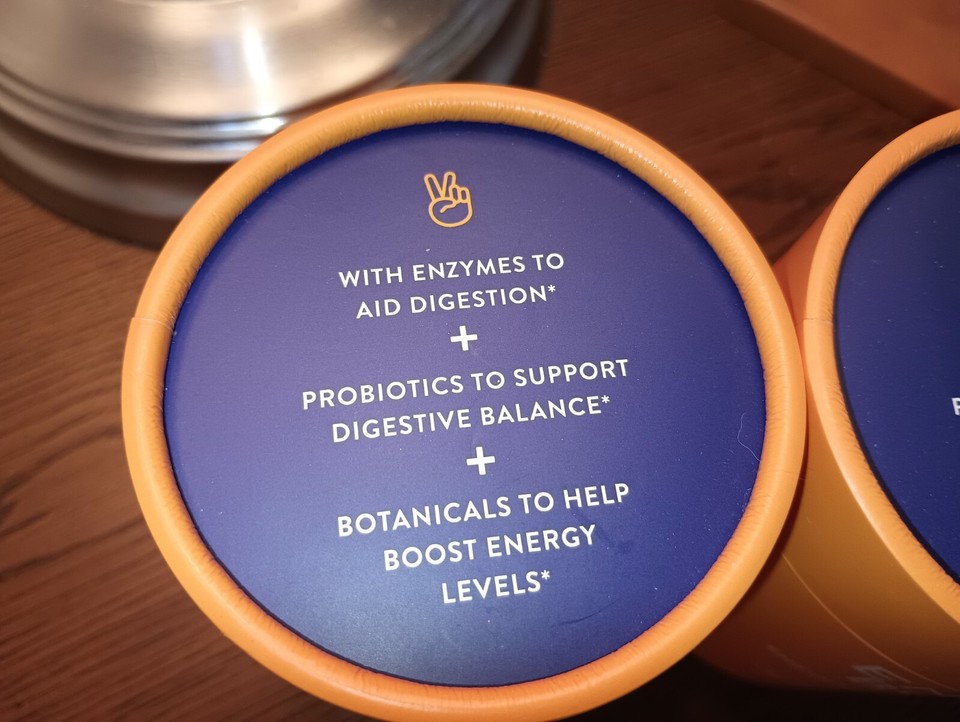 WITH ENZYMES TO
AID DIGESTION*
+
PROBIOTICS TO SUPPORT
DIGESTIVE BALANCE*
+
BOTANICALS TO HELP
BOOST ENERGY
LEVELS*